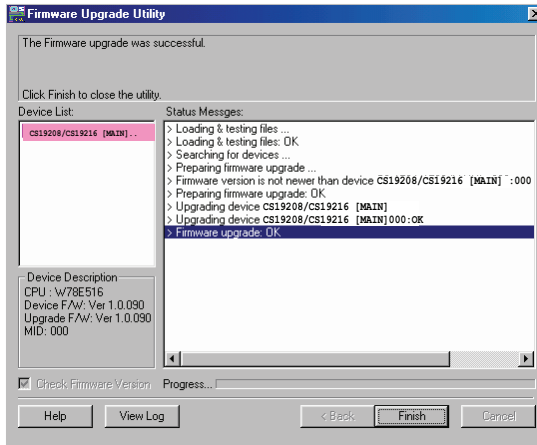 Firmware Upgrade Utility
The Firmware upgrade was successful.
Click Finish to close the utility.
Device List:
Status Messges:
CS19208/CS19216 [MAIN]..
> Loading & testing files ...
> Loading & testing files: OK
> Searching for devices ...
> Preparing firmware upgrade ...
> Firmware version is not newer than device CS19208/CS19216 [MAIN] :000
> Preparing firmware upgrade: OK
> Upgrading device CS19208/CS19216 [MAIN]
> Upgrading device CS19208/CS19216 [MAIN]000:OK
> Firmware upgrade: OK
Device Description
CPU : W78E516
Device F/W: Ver 1.0.090
Upgrade F/W: Ver 1.0.090
MID: 000
Check Firmware Version
Progress...
Help
View Log
< Back
Finish
Cancel